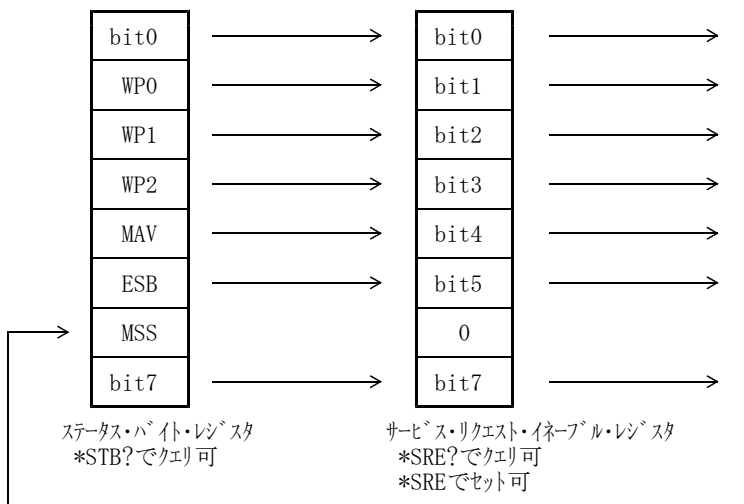 bit0 bit0
WP0 bit1
WP1 bit2
WP2 bit3
MAV bit4
ESB bit5
MSS 0
bit7 bit7
ｽﾃｰﾀｽ･ﾊﾞｲﾄ･ﾚｼﾞｽﾀ ｻｰﾋﾞｽ･ﾘｸｴｽﾄ･ｲﾈｰﾌﾞﾙ･ﾚｼﾞｽﾀ
*STB?でｸｴﾘ可 *SRE?でｸｴﾘ可
*SREでｾｯﾄ可